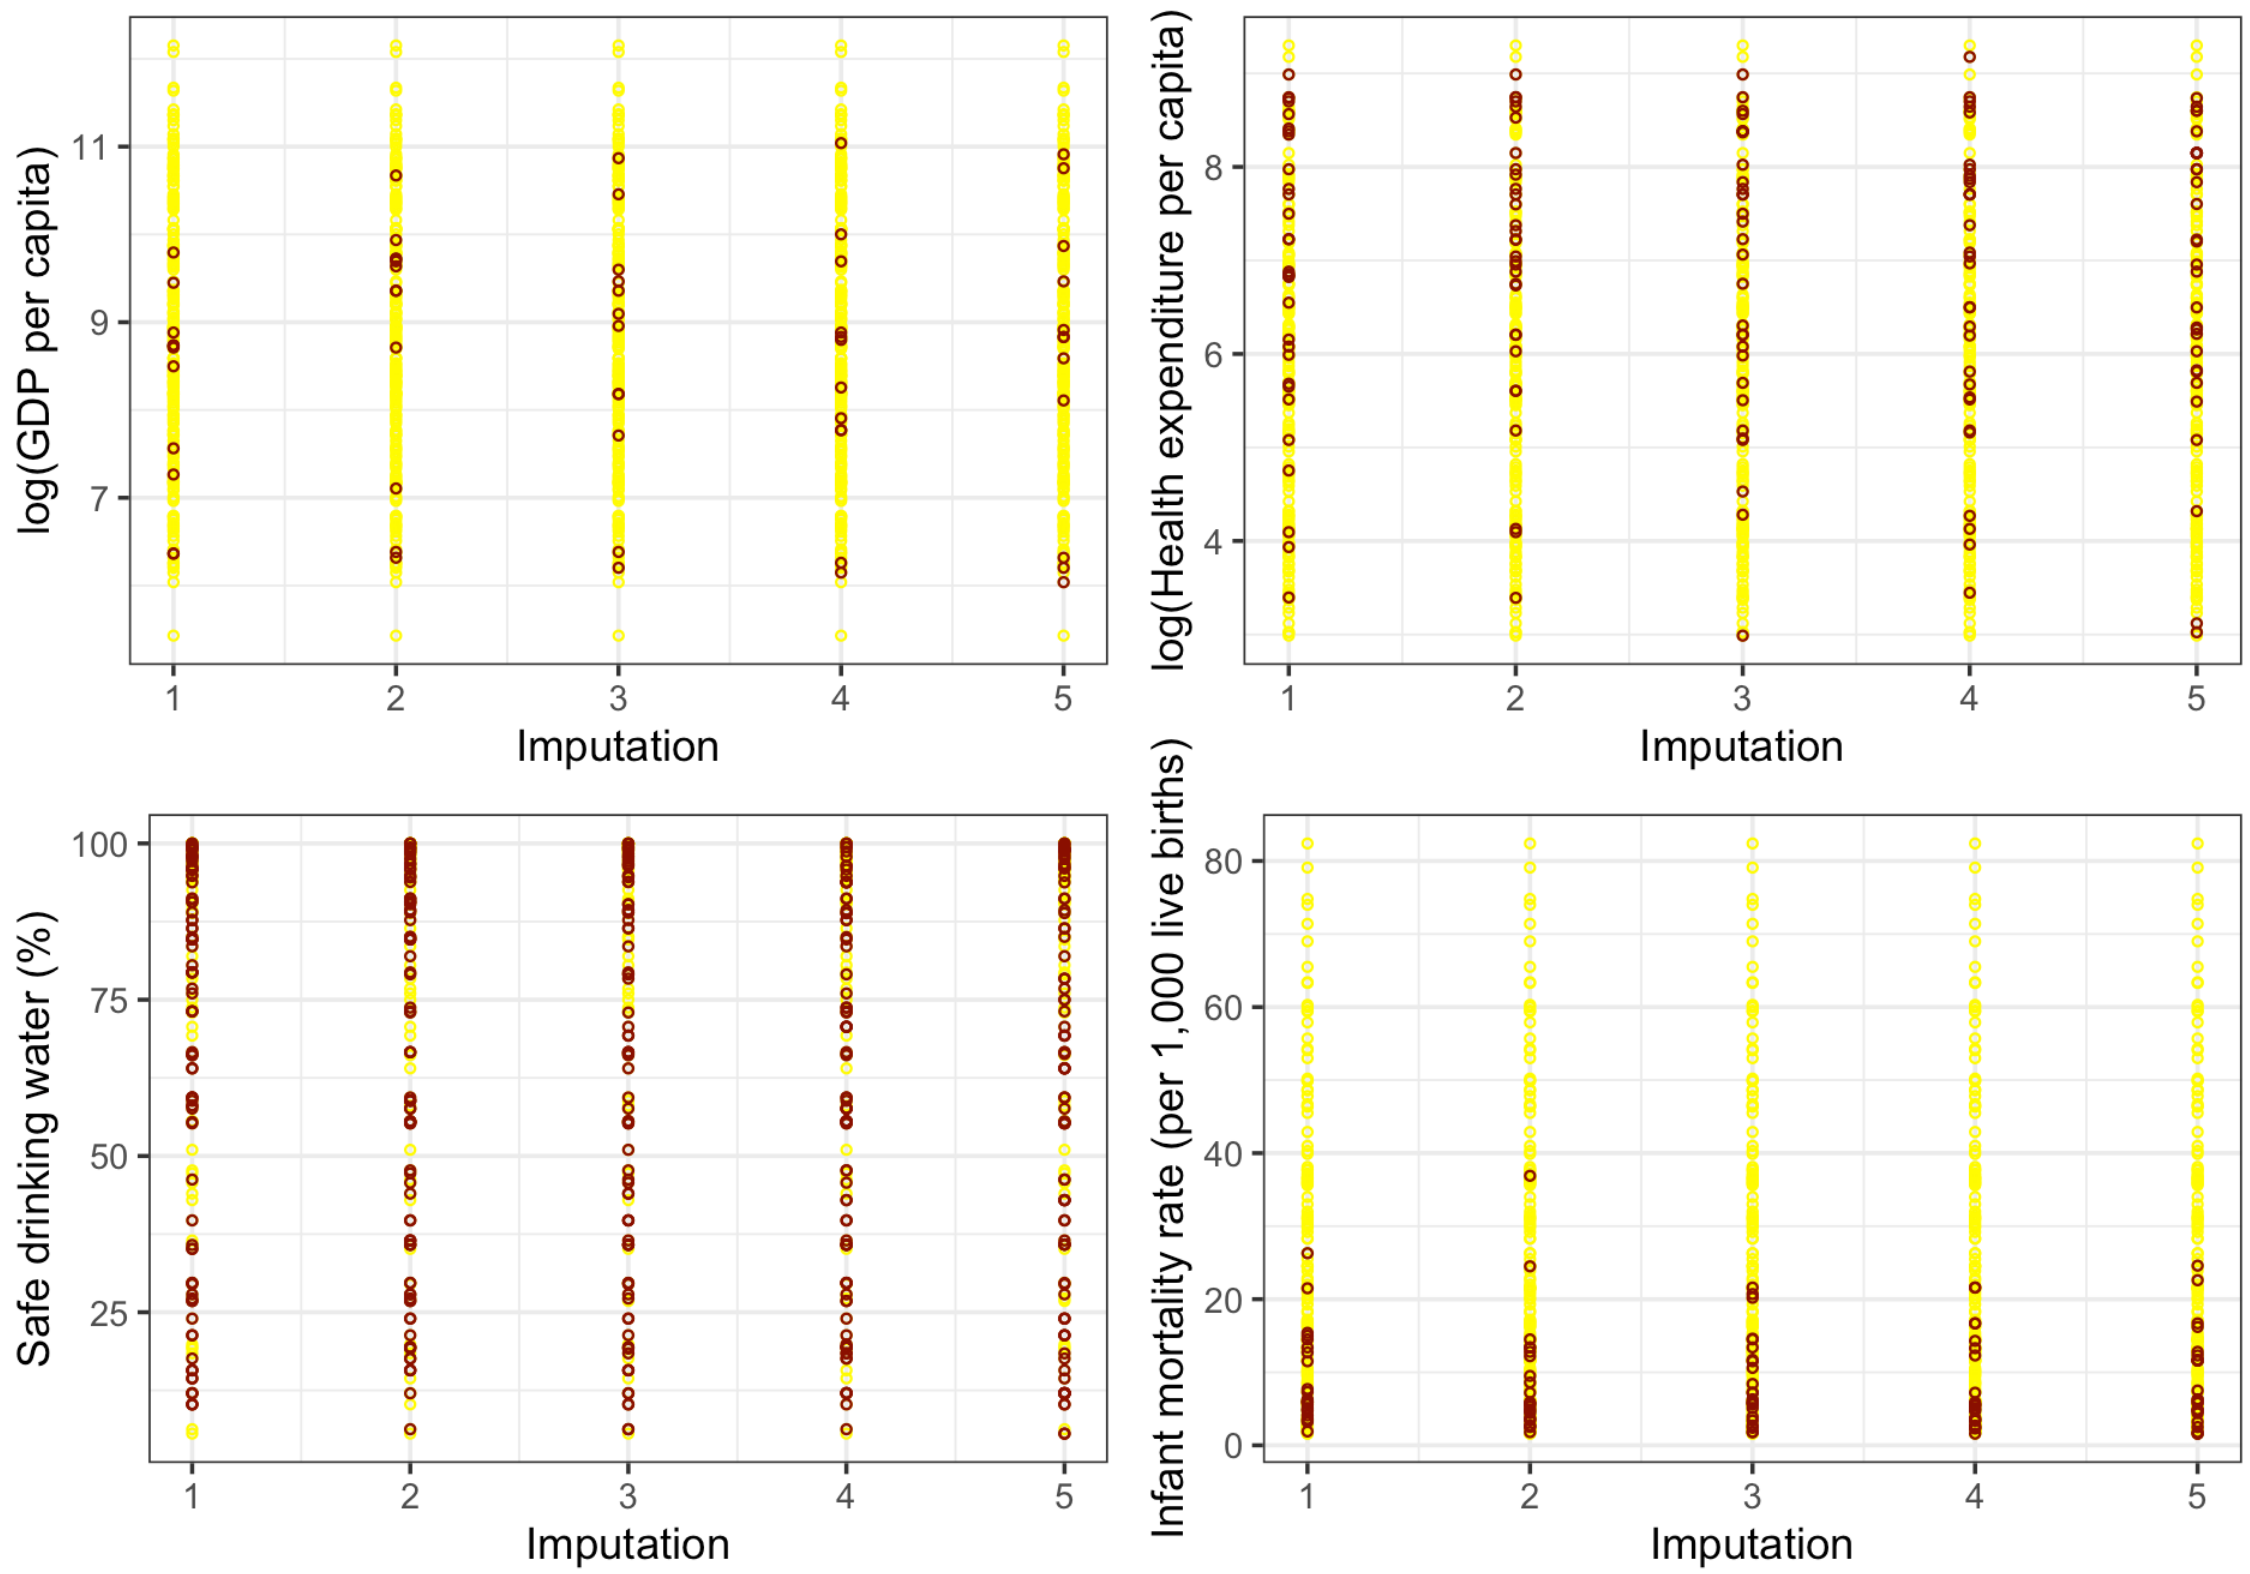 log(GDP per capita)
11
9
7
1 2 3 4 5
Imputation
log(Health expenditure per capita)
8
6
4
1 2 3 4 5
Imputation
Safe drinking water (%)
100
75
50
25
1 2 3 4 5
Imputation
Infant mortality rate (per 1,000 live births)
80
60
40
20
0
1 2 3 4 5
Imputation